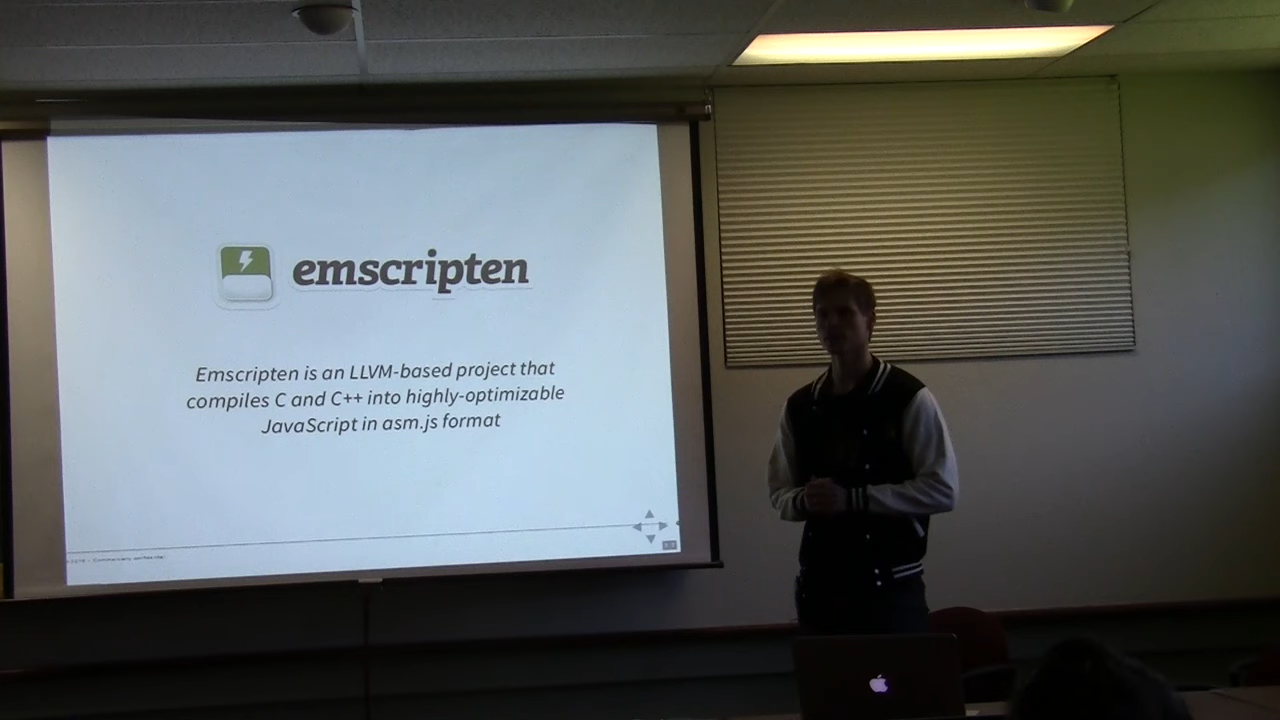 emscripten
Emscripten is an LLVM-based project that
compiles C and C++ into highly-optimizable
JavaScript in asm.js format